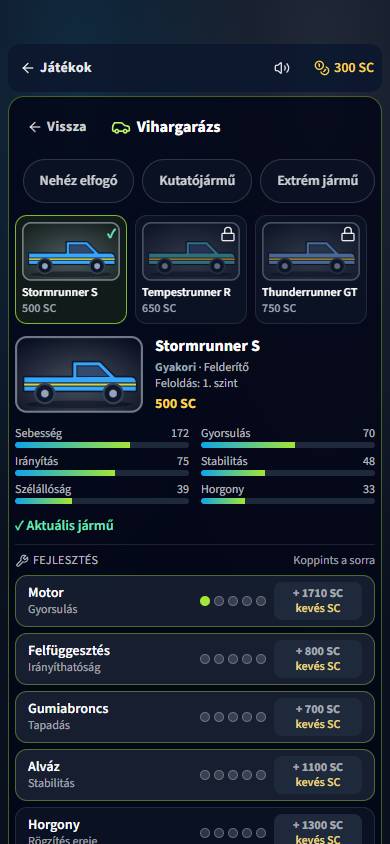 Játékok
300 SC
Vissza
Vihargarázs
Nehéz elfogó
Kutatójármű
Extrém jármű
Stormrunner S
500 SC
Tempestrunner R
650 SC
Thunderrunner GT
750 SC
Stormrunner S
Gyakori · Felderítő
Feloldás: 1. szint
500 SC
Sebesség 172
Gyorsulás 70
Irányítás 75
Stabilitás 48
Szélállóság 39
Horgony 33
✓ Aktuális jármű
FEJLESZTÉS
Koppints a sorra
Motor
Gyorsulás
+ 1710 SC
kevés SC
Felfüggesztés
Irányíthatóság
+ 800 SC
kevés SC
Gumiabroncs
Tapadás
+ 700 SC
kevés SC
Alváz
Stabilitás
+ 1100 SC
kevés SC
Horgony
Rögzítés ereje
+ 1300 SC
kevés SC